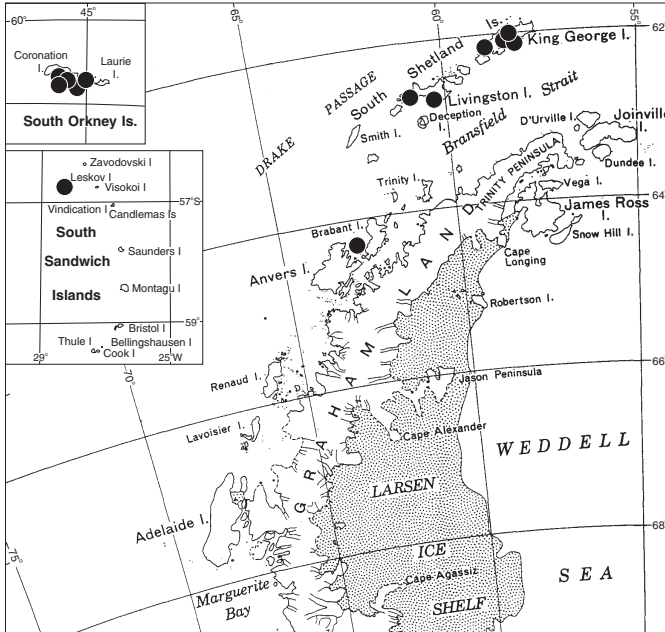 60°
45°
Coronation
I.
Laurie
I.
South Orkney Is.
Zavodovski I
Leskov I
Visokoi I
57°S
Vindication I
Candlemas Is
South
Sandwich
Islands
Saunders I
Montagu I
59°
Bristol I
Thule I
Bellingshausen I
Cook I
29°
25°W
65°
60°
55°
62°
Is.
King George I.
South Shetland
DRAKE PASSAGE
Livingston I.
Deception
I.
Smith I.
Bransfield Strait
D'Urville I.
Joinville
I.
Dundee I.
TRINITY PENINSULA
Trinity I.
Vega I.
64
James Ross
I.
Snow Hill I.
Brabant I.
Anvers I.
Cape
Longing
Robertson I.
GRAHAM LAND
Renaud I.
70°
66
Jason Peninsula
Lavoisier I.
Cape Alexander
WEDDELL
LARSEN
Adelaide I.
68
ICE
75°
Cape Agassiz
SEA
Marguerite
Bay
SHELF